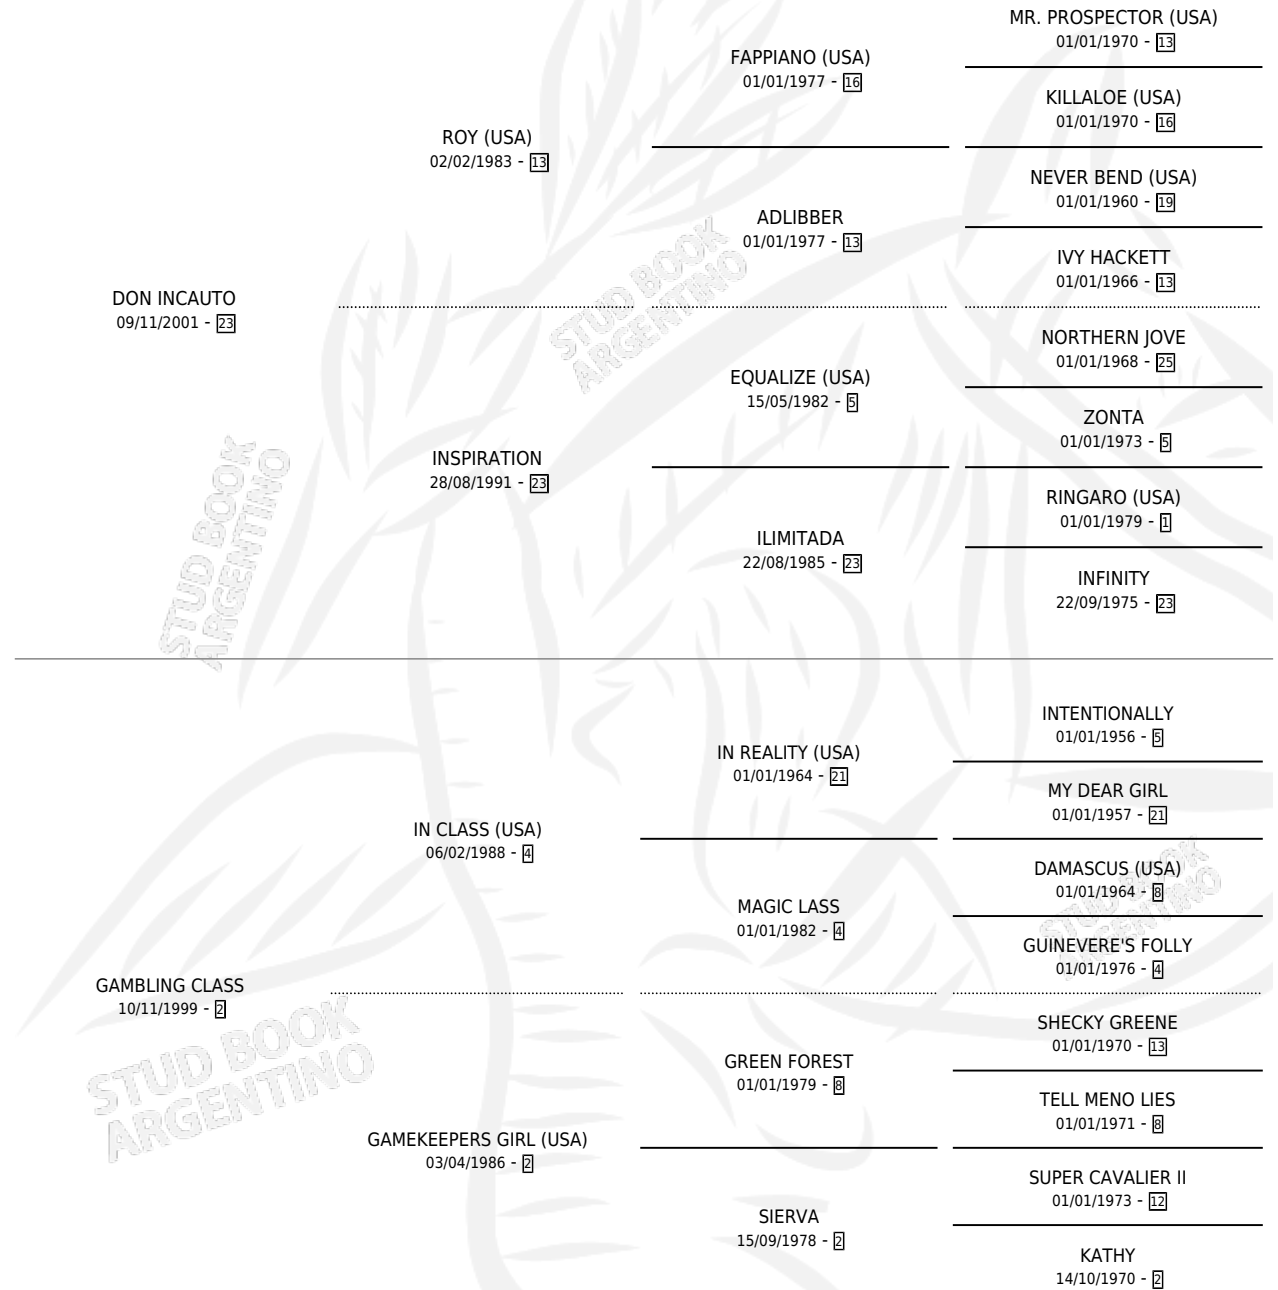 MR. PROSPECTOR (USA)
01/01/1970 - 13
FAPPIANO (USA)
01/01/1977 - 16
KILLALOE (USA)
01/01/1970 - 16
ROY (USA)
02/02/1983 - 13
NEVER BEND (USA)
01/01/1960 - 19
ADLIBBER
01/01/1977 - 13
IVY HACKETT
01/01/1966 - 13
DON INCAUTO
09/11/2001 - 23
NORTHERN JOVE
01/01/1968 - 25
EQUALIZE (USA)
15/05/1982 - 5
ZONTA
01/01/1973 - 5
INSPIRATION
28/08/1991 - 23
RINGARO (USA)
01/01/1979 - 1
ILIMITADA
22/08/1985 - 23
INFINITY
22/09/1975 - 23
STUD BOOK
ARGENTINO
STUD BOOK
ARGENTINO
INTENTIONALLY
01/01/1956 - 5
IN REALITY (USA)
01/01/1964 - 21
MY DEAR GIRL
01/01/1957 - 21
IN CLASS (USA)
06/02/1988 - 4
DAMASCUS (USA)
01/01/1964 - 8
MAGIC LASS
01/01/1982 - 4
GUINEVERE'S FOLLY
01/01/1976 - 4
GAMBLING CLASS
10/11/1999 - 2
SHECKY GREENE
01/01/1970 - 13
GREEN FOREST
01/01/1979 - 8
TELL MENO LIES
01/01/1971 - 8
GAMEKEEPERS GIRL (USA)
03/04/1986 - 2
SUPER CAVALIER II
01/01/1973 - 12
SIERVA
15/09/1978 - 2
KATHY
14/10/1970 - 2
STUD BOOK
ARGENTINO
STUD BOOK
ARGENTINO